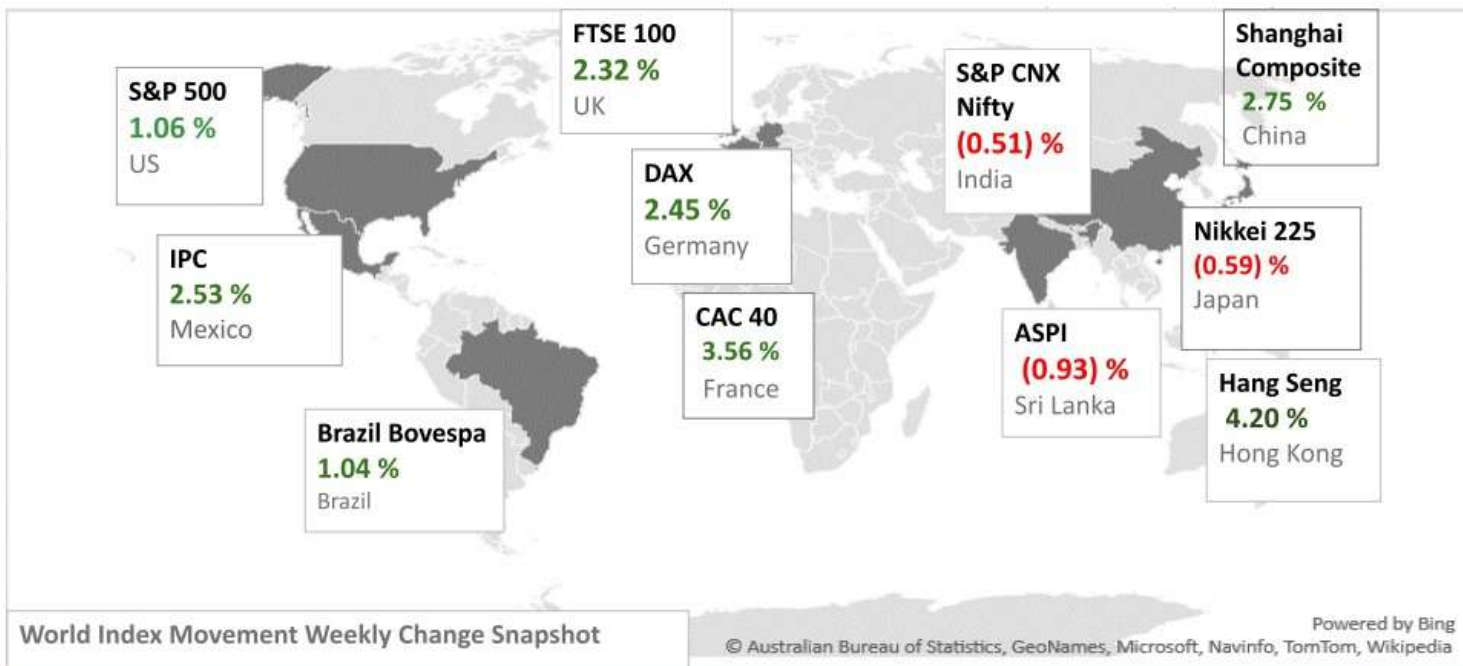 S&P 500
1.06 %
US
FTSE 100
2.32 %
UK
S&P CNX
Nifty
(0.51) %
India
Shanghai
Composite
2.75 %
China
DAX
2.45 %
Germany
IPC
2.53 %
Mexico
Nikkei 225
(0.59) %
Japan
CAC 40
3.56 %
France
ASPI
(0.93) %
Sri Lanka
Hang Seng
4.20 %
Hong Kong
Brazil Bovespa
1.04 %
Brazil
World Index Movement Weekly Change Snapshot
Powered by Bing
© Australian Bureau of Statistics, GeoNames, Microsoft, Navinfo, TomTom, Wikipedia